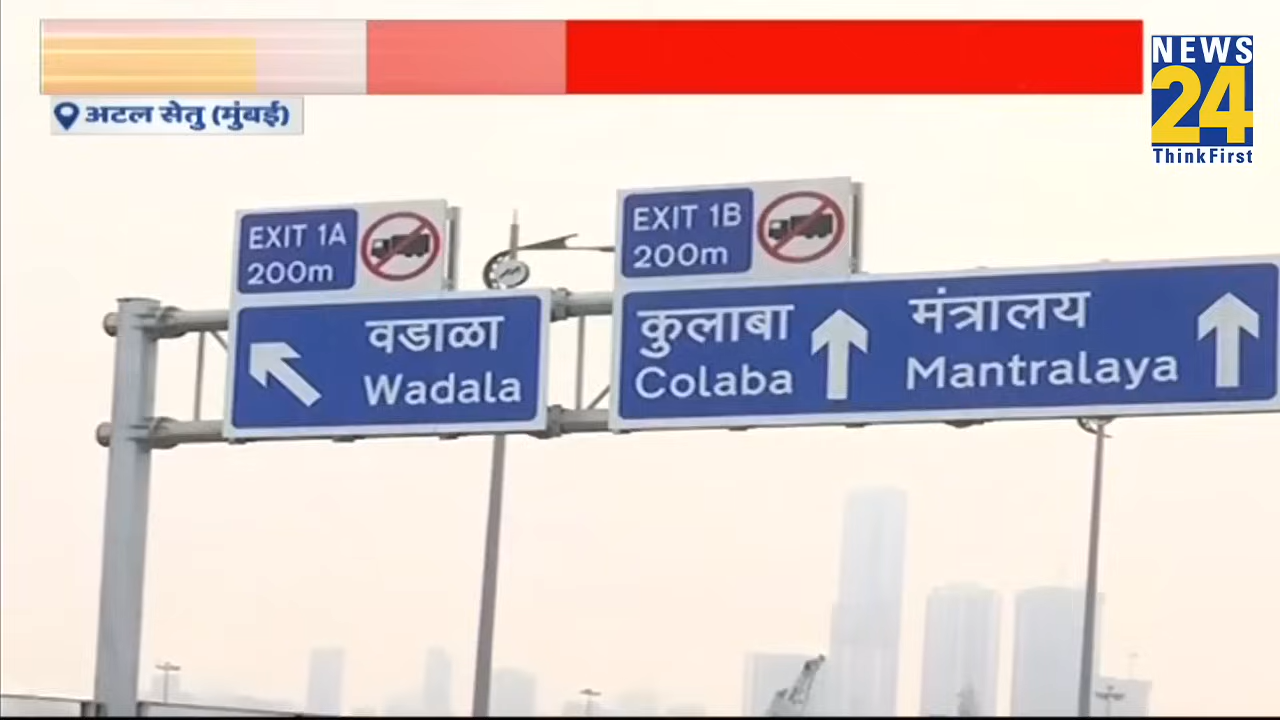 NEWS
24
ThinkFirst
अटल सेतु (मुंबई)
EXIT 1A
200m
EXIT 1B
200m
वडाळा
Wadala
कुलाबा
Colaba
मंत्रालय
Mantralaya